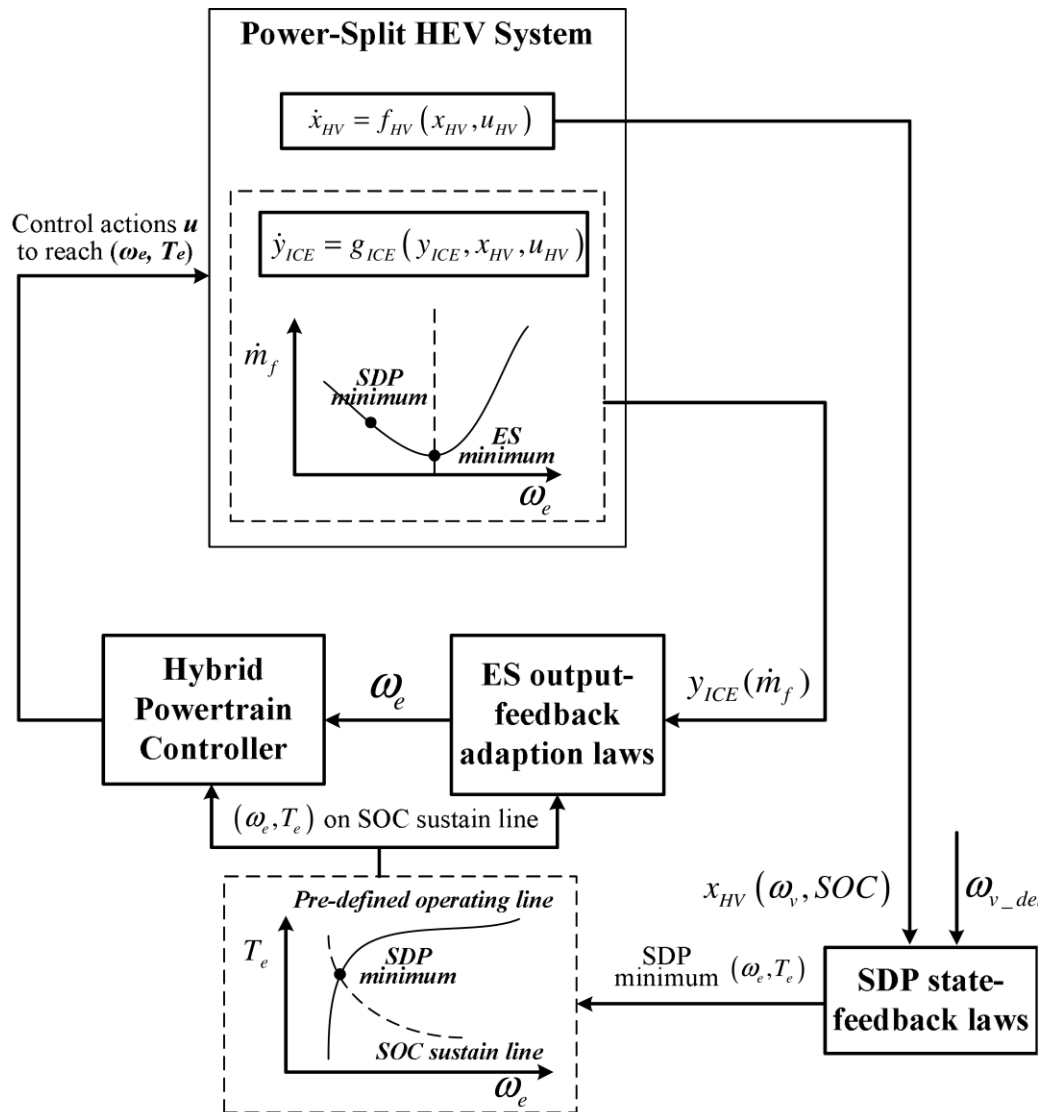 Power-Split HEV System
ẋ_HV = f_HV (x_HV, u_HV)
Control actions u
to reach (ωe, Te)
ẏ_ICE = g_ICE (y_ICE, x_HV, u_HV)
ṁ_f
SDP
minimum
ES
minimum
ω_e
Hybrid
Powertrain
Controller
ω_e
ES output-
feedback
adaption laws
y_ICE (ṁ_f)
(ω_e, T_e) on SOC sustain line
x_HV (ω_v, SOC)
ω_v_de
Pre-defined operating line
T_e
SDP
minimum
SOC sustain line
ω_e
SDP
minimum (ω_e, T_e)
SDP state-
feedback laws